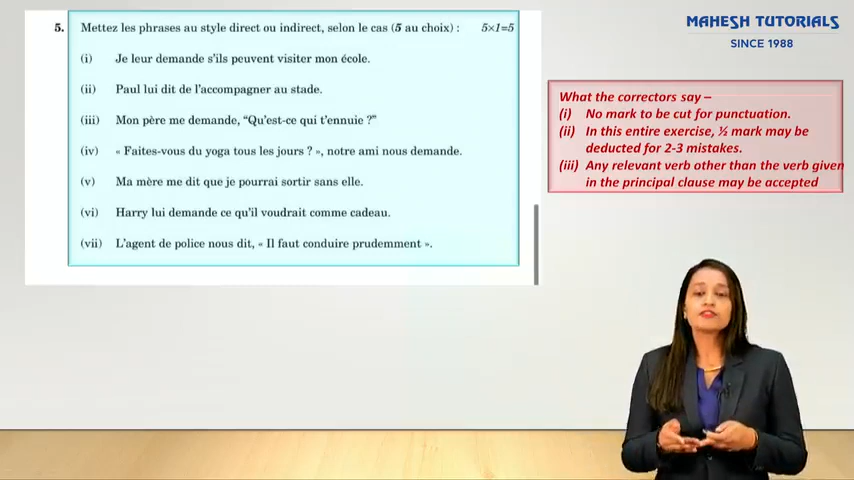 MAHESH TUTORIALS
SINCE 1988
5. Mettez les phrases au style direct ou indirect, selon le cas (5 au choix) : 5×1=5
(i) Je leur demande s'ils peuvent visiter mon école.
(ii) Paul lui dit de l'accompagner au stade.
(iii) Mon père me demande, "Qu'est-ce qui t'ennuie ?"
(iv) « Faites-vous du yoga tous les jours ? », notre ami nous demande.
(v) Ma mère me dit que je pourrai sortir sans elle.
(vi) Harry lui demande ce qu'il voudrait comme cadeau.
(vii) L'agent de police nous dit, « Il faut conduire prudemment ».
What the correctors say –
(i) No mark to be cut for punctuation.
(ii) In this entire exercise, ½ mark may be
deducted for 2-3 mistakes.
(iii) Any relevant verb other than the verb given
in the principal clause may be accepted